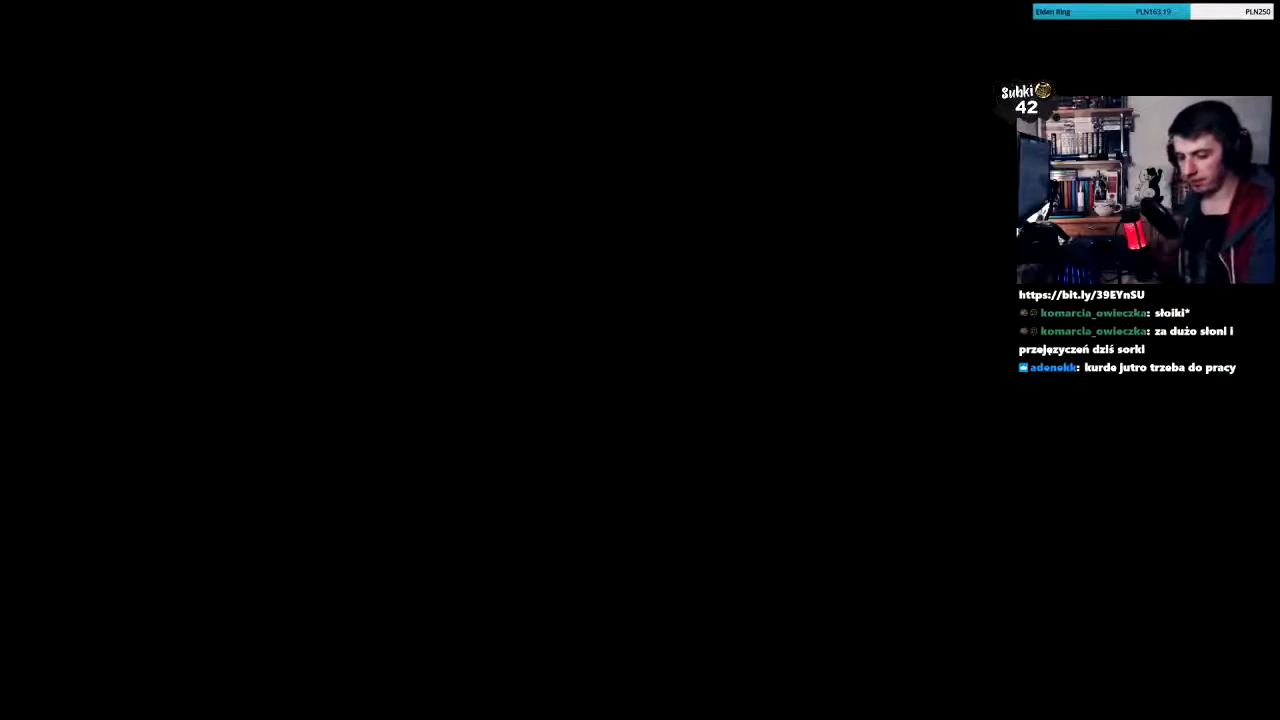 Elden Ring PLN163.19 PLN250
Subki
42
https://bit.ly/39EYnSU
komarcia_owieczka: słoiki*
komarcia_owieczka: za dużo słoni i
przejęzyczeń dziś sorki
adenekk: kurde jutro trzeba do pracy